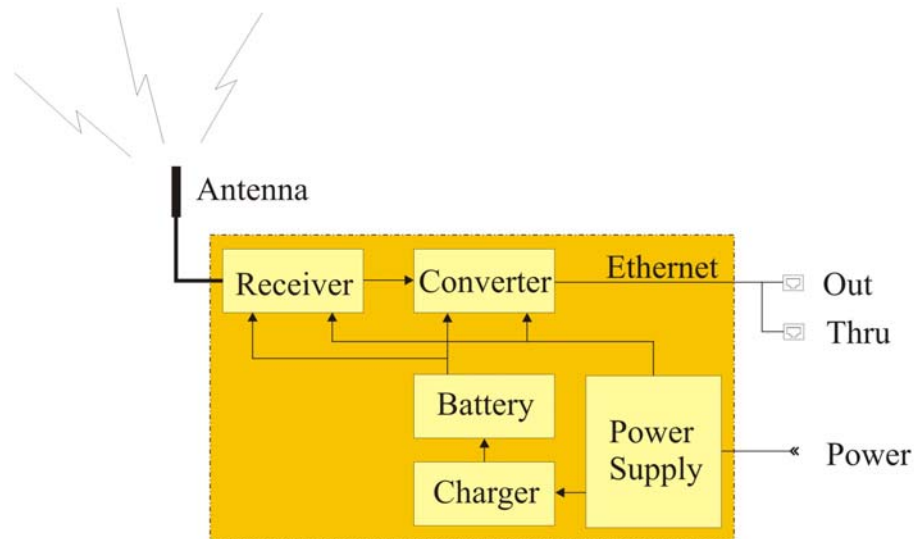 Antenna
Receiver
Converter
Ethernet
Out
Thru
Battery
Power
Supply
Power
Charger